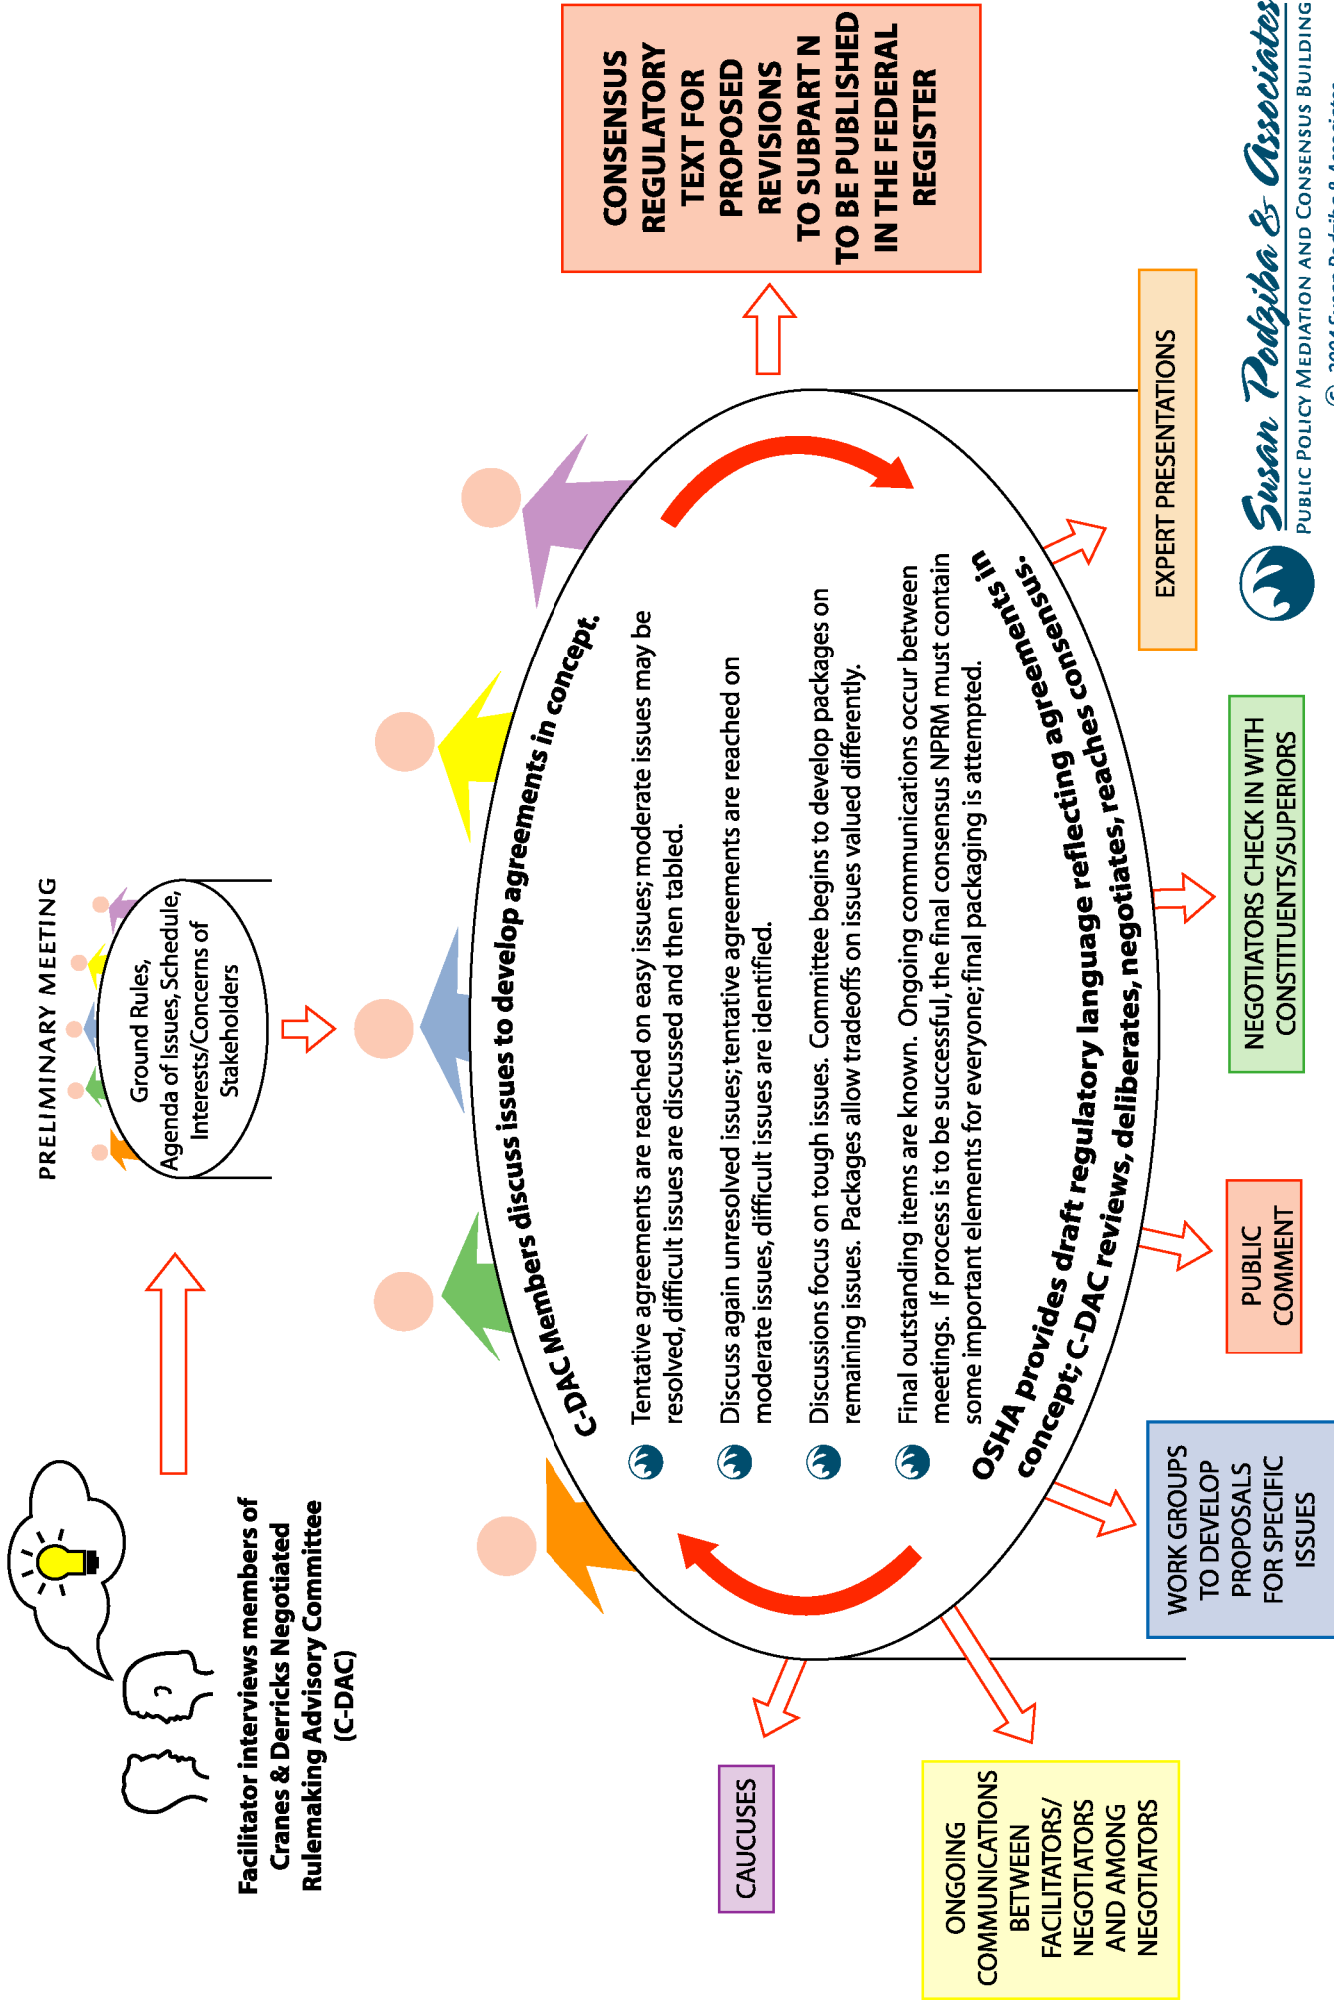 Facilitator interviews members of
Cranes & Derricks Negotiated
Rulemaking Advisory Committee
(C-DAC)
PRELIMINARY MEETING
Ground Rules,
Agenda of Issues, Schedule,
Interests/Concerns of
Stakeholders
C-DAC Members discuss issues to develop agreements in concept.
Tentative agreements are reached on easy issues; moderate issues may be
resolved, difficult issues are discussed and then tabled.
Discuss again unresolved issues; tentative agreements are reached on
moderate issues, difficult issues are identified.
Discussions focus on tough issues. Committee begins to develop packages on
remaining issues. Packages allow tradeoffs on issues valued differently.
Final outstanding items are known. Ongoing communications occur between
meetings. If process is to be successful, the final consensus NPRM must contain
some important elements for everyone; final packaging is attempted.
OSHA provides draft regulatory language reflecting agreements in
concept; C-DAC reviews, deliberates, negotiates, reaches consensus.
CONSENSUS
REGULATORY
TEXT FOR
PROPOSED
REVISIONS
TO SUBPART N
TO BE PUBLISHED
IN THE FEDERAL
REGISTER
CAUCUSES
ONGOING
COMMUNICATIONS
BETWEEN
FACILITATORS/
NEGOTIATORS
AND AMONG
NEGOTIATORS
WORK GROUPS
TO DEVELOP
PROPOSALS
FOR SPECIFIC
ISSUES
PUBLIC
COMMENT
NEGOTIATORS CHECK IN WITH
CONSTITUENTS/SUPERIORS
EXPERT PRESENTATIONS
Susan Podziba & Associates
PUBLIC POLICY MEDIATION AND CONSENSUS BUILDING
© 2004 Susan Podziba & Associates